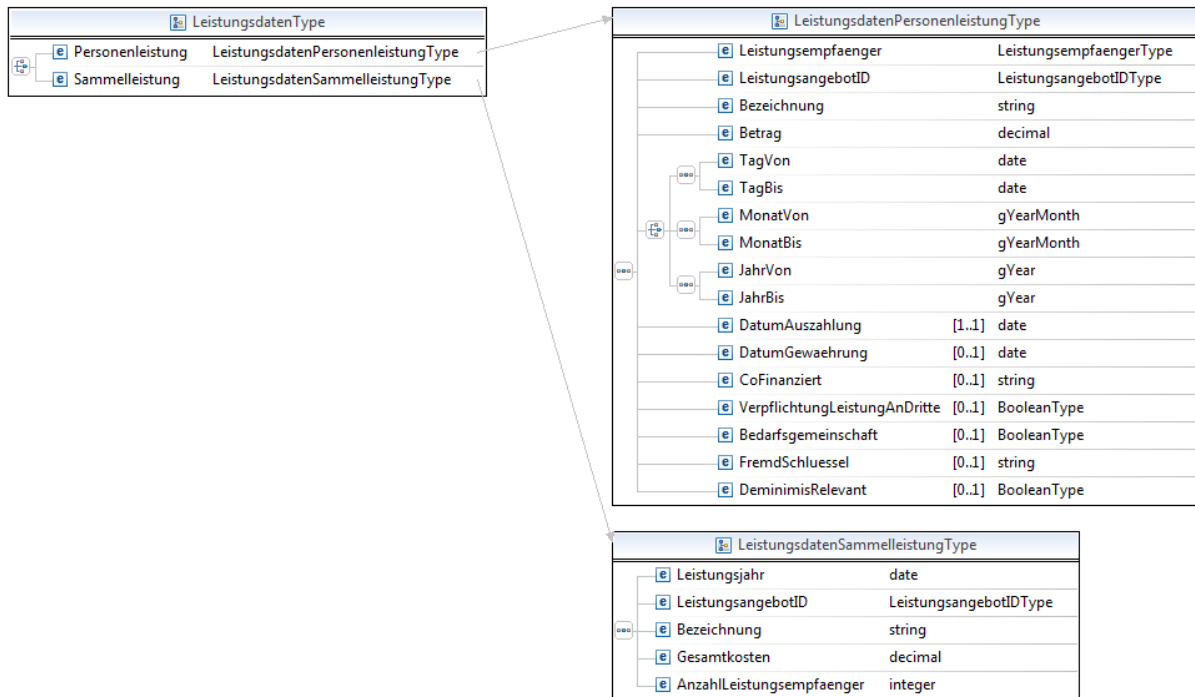 LeistungsdatenType
Personenleistung LeistungsdatenPersonenleistungType
Sammelleistung LeistungsdatenSammelleistungType
LeistungsdatenPersonenleistungType
Leistungsempfaenger LeistungsempfaengerType
LeistungsangebotID LeistungsangebotIDType
Bezeichnung string
Betrag decimal
TagVon date
TagBis date
MonatVon gYearMonth
MonatBis gYearMonth
JahrVon gYear
JahrBis gYear
DatumAuszahlung [1..1] date
DatumGewaehrung [0..1] date
CoFinanziert [0..1] string
VerpflichtungLeistungAnDritte [0..1] BooleanType
Bedarfsgemeinschaft [0..1] BooleanType
FremdSchluessel [0..1] string
DeminimisRelevant [0..1] BooleanType
LeistungsdatenSammelleistungType
Leistungsjahr date
LeistungsangebotID LeistungsangebotIDType
Bezeichnung string
Gesamtkosten decimal
AnzahlLeistungsempfaenger integer